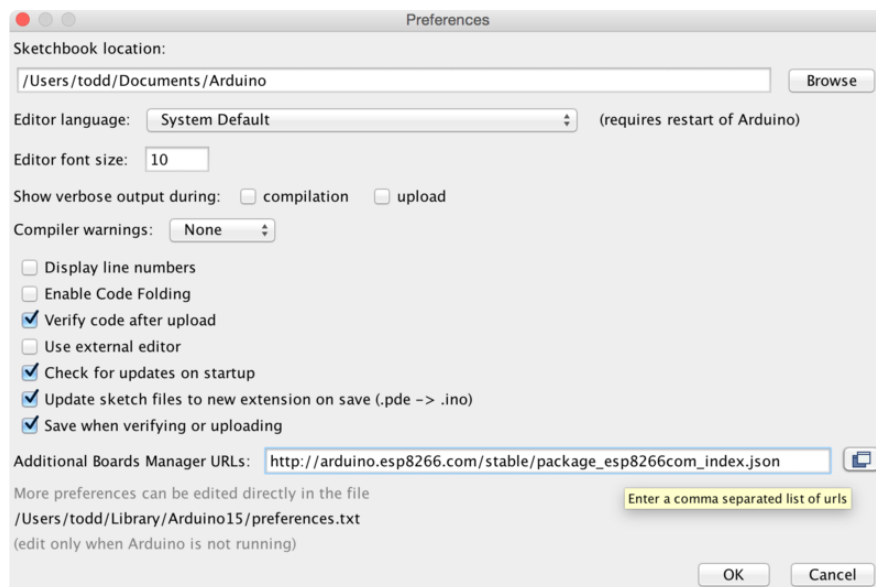 Preferences
Sketchbook location:
/Users/todd/Documents/Arduino Browse
Editor language: System Default (requires restart of Arduino)
Editor font size: 10
Show verbose output during: compilation upload
Compiler warnings: None
Display line numbers
Enable Code Folding
Verify code after upload
Use external editor
Check for updates on startup
Update sketch files to new extension on save (.pde -> .ino)
Save when verifying or uploading
Additional Boards Manager URLs: http://arduino.esp8266.com/stable/package_esp8266com_index.json
More preferences can be edited directly in the file
Enter a comma separated list of urls
/Users/todd/Library/Arduino15/preferences.txt
(edit only when Arduino is not running)
OK Cancel